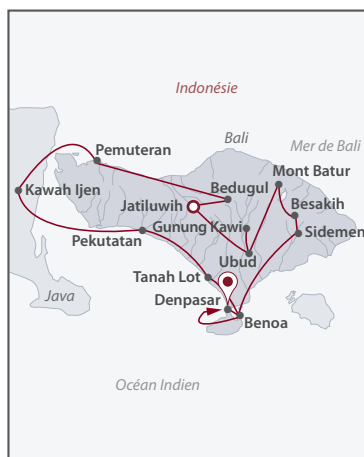 Indonésie
Bali
Mer de Bali
Pemuteran
Mont Batur
Kawah Ijen
Bedugul
Jatiluwih
Besakih
Gunung Kawi
Pekutatan
Sidemen
Ubud
Tanah Lot
Java
Denpasar
Benoa
Océan Indien